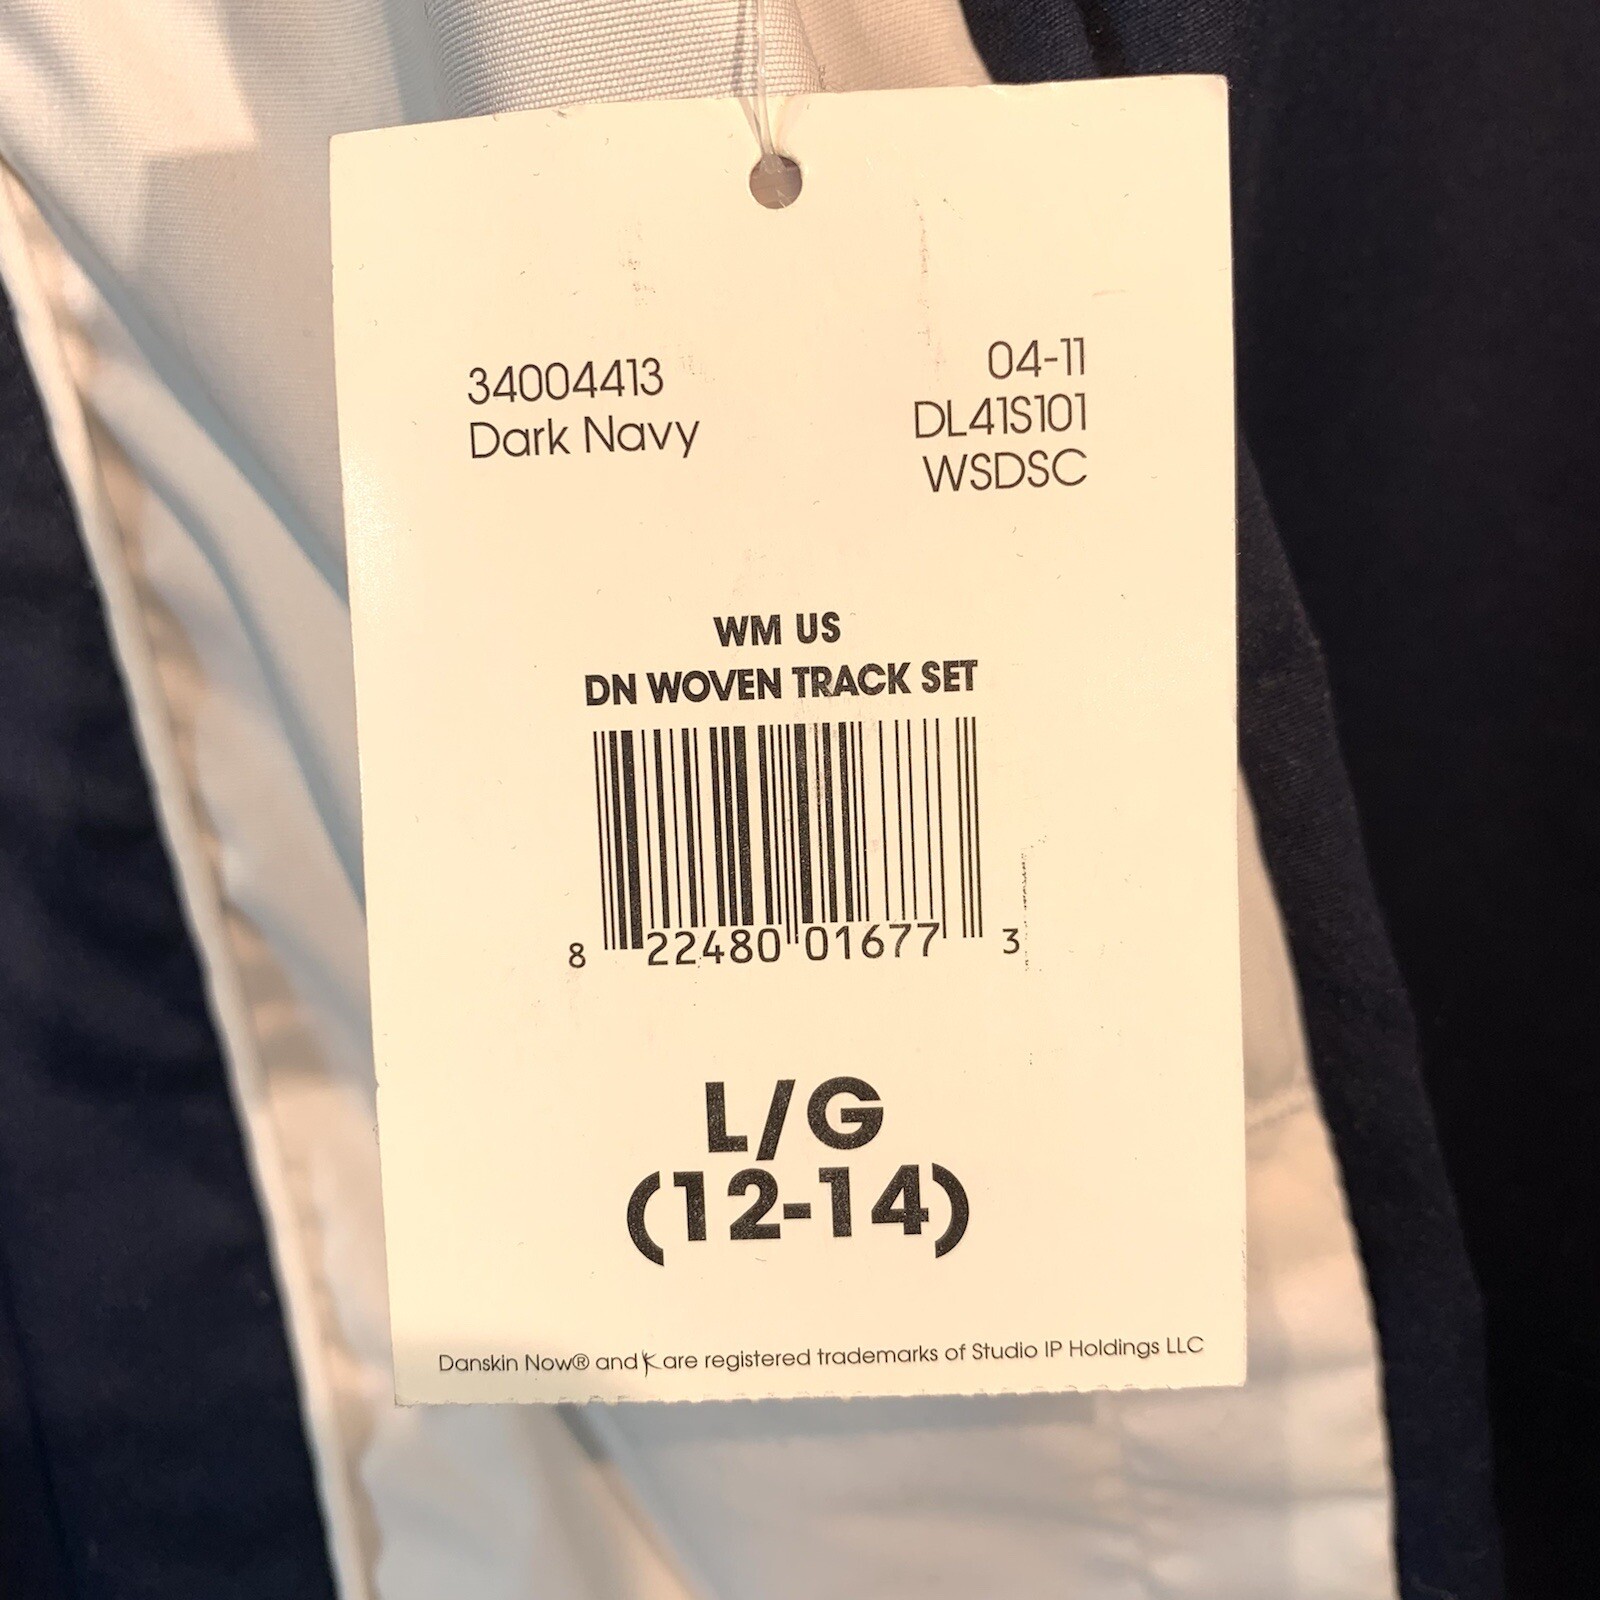 34004413
Dark Navy
04-11
DL41S101
WSDSC
WM US
DN WOVEN TRACK SET
8 22480 01677 3
L/G
(12-14)
Danskin Now® and are registered trademarks of Studio IP Holdings LLC